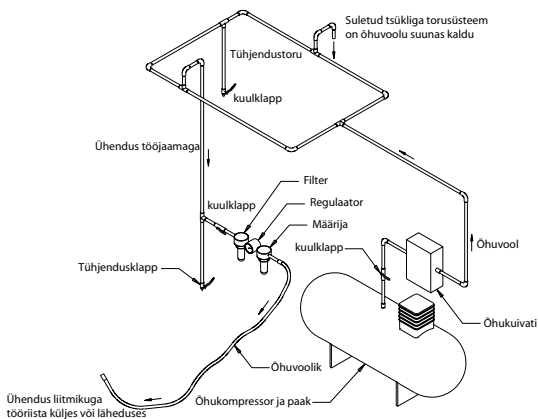 Suletud tsükliga torusüsteem
on õhuvoolu suunas kaldu
Tühjendustoru
kuulklapp
Ühendus tööjaamaga
Filter
kuulklapp
Regulaator
Määrija
kuulklapp
Õhuvool
Tühjendusklapp
Õhukuivati
Õhuvoolik
Õhukompressor ja paak
Ühendus liitmikuga
tööriista küljes või läheduses